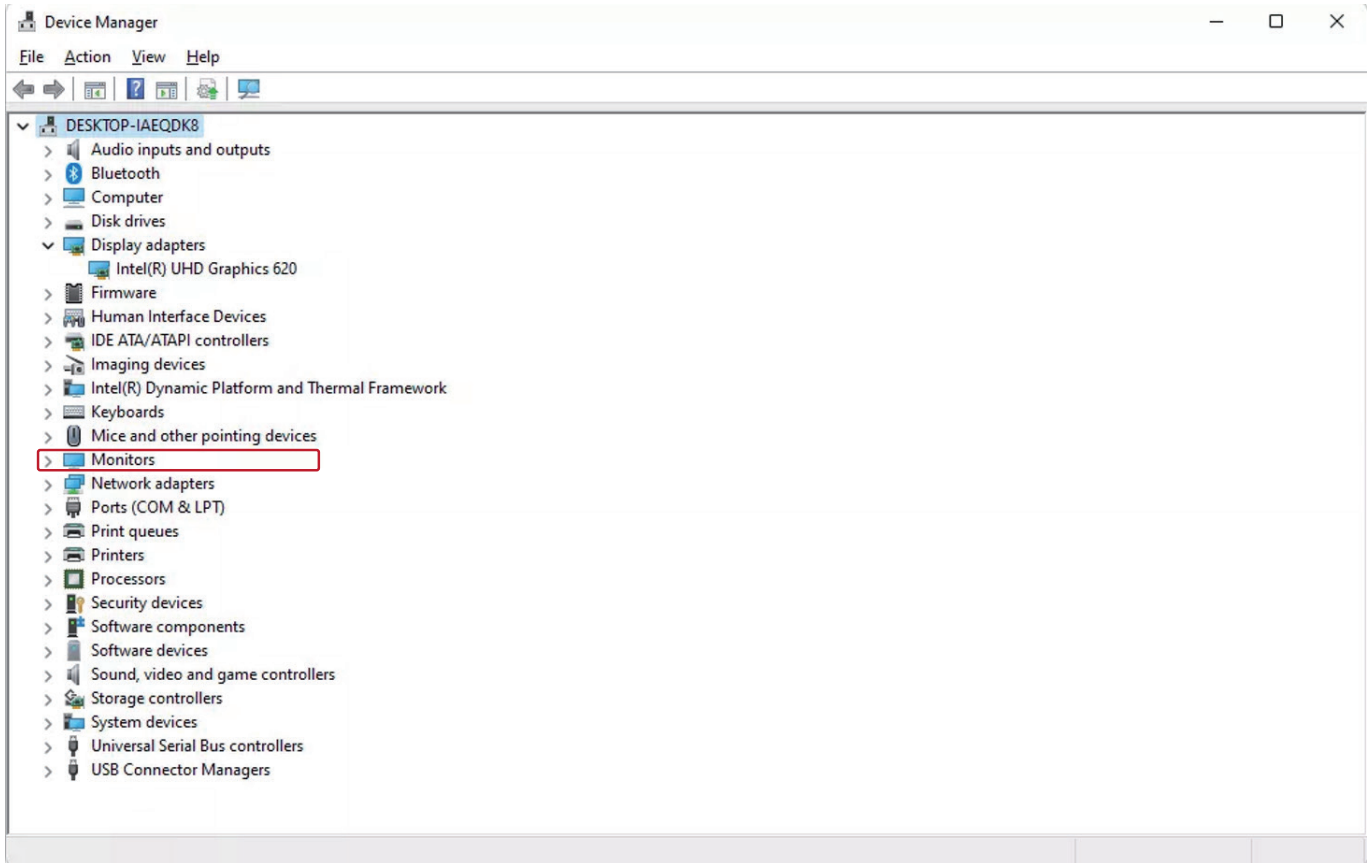 Device Manager
File Action View Help
DESKTOP-IAEQDK8
Audio inputs and outputs
Bluetooth
Computer
Disk drives
Display adapters
Intel(R) UHD Graphics 620
Firmware
Human Interface Devices
IDE ATA/ATAPI controllers
Imaging devices
Intel(R) Dynamic Platform and Thermal Framework
Keyboards
Mice and other pointing devices
Monitors
Network adapters
Ports (COM & LPT)
Print queues
Printers
Processors
Security devices
Software components
Software devices
Sound, video and game controllers
Storage controllers
System devices
Universal Serial Bus controllers
USB Connector Managers